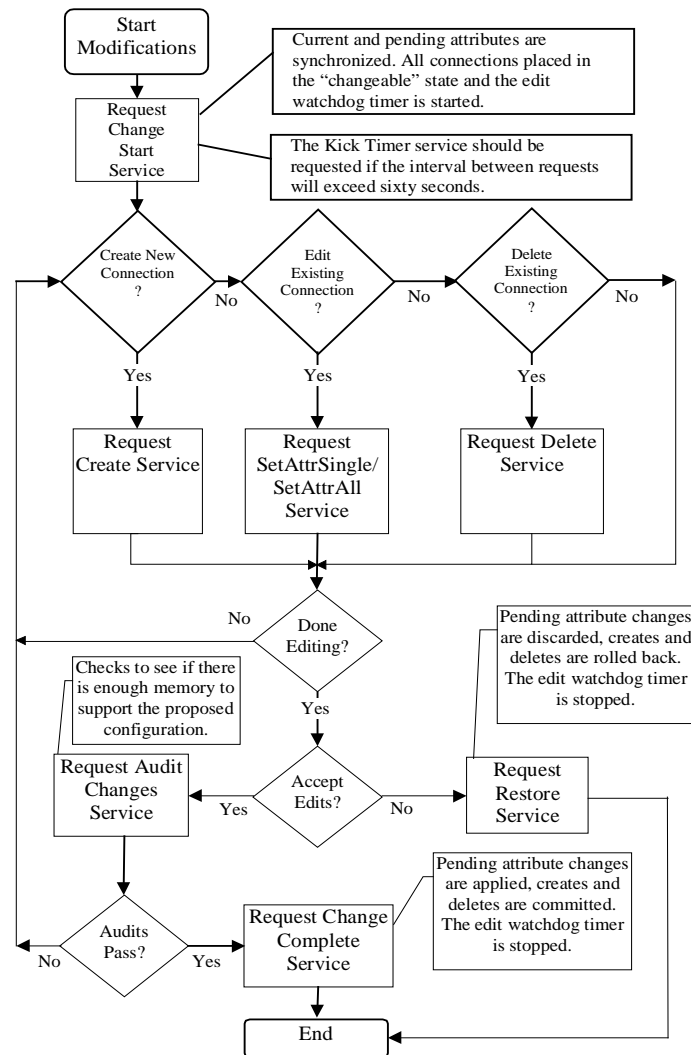 Start
Modifications
Current and pending attributes are
synchronized. All connections placed in
the “changeable” state and the edit
watchdog timer is started.
Request
Change
Start
Service
The Kick Timer service should be
requested if the interval between requests
will exceed sixty seconds.
Create New
Connection
?
No
Edit
Existing
Connection
?
No
Delete
Existing
Connection
?
No
Yes
Yes
Yes
Request
Create Service
Request
SetAttrSingle/
SetAttrAll
Service
Request Delete
Service
No
Done
Editing?
Pending attribute changes
are discarded, creates and
deletes are rolled back.
The edit watchdog timer
is stopped.
Checks to see if there
is enough memory to
support the proposed
configuration.
Yes
Request Audit
Changes
Service
Yes
Accept
Edits?
No
Request
Restore
Service
Pending attribute changes
are applied, creates and
deletes are committed.
The edit watchdog timer
is stopped.
No
Audits
Pass?
Yes
Request Change
Complete
Service
End